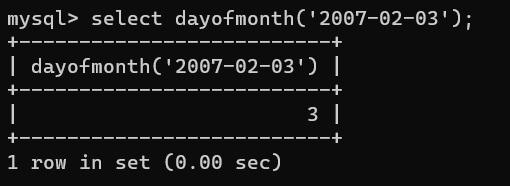 mysql> select dayofmonth('2007-02-03');
+--------------------------+
| dayofmonth('2007-02-03') |
+--------------------------+
|                        3 |
+--------------------------+
1 row in set (0.00 sec)